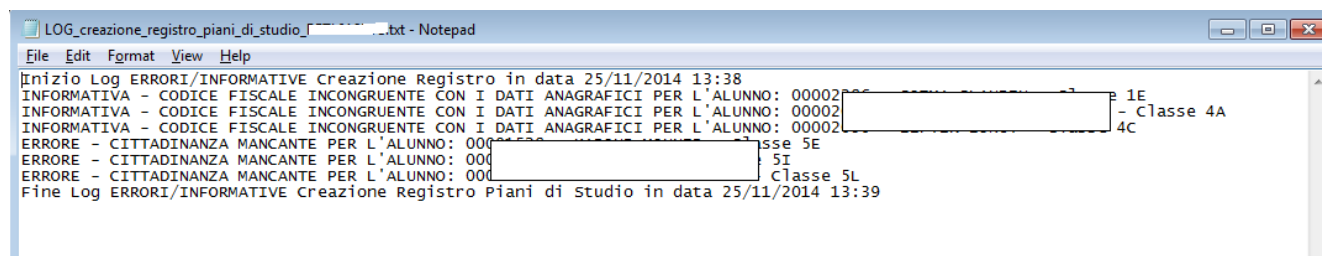 LOG_creazione_registro_piani_di_studio_ .txt - Notepad
File Edit Format View Help
Inizio Log ERRORI/INFORMATIVE Creazione Registro in data 25/11/2014 13:38
INFORMATIVA - CODICE FISCALE INCONGRUENTE CON I DATI ANAGRAFICI PER L'ALUNNO: 00002 1E
INFORMATIVA - CODICE FISCALE INCONGRUENTE CON I DATI ANAGRAFICI PER L'ALUNNO: 00002 - Classe 4A
INFORMATIVA - CODICE FISCALE INCONGRUENTE CON I DATI ANAGRAFICI PER L'ALUNNO: 00002 4C
ERRORE - CITTADINANZA MANCANTE PER L'ALUNNO: 000 5E
ERRORE - CITTADINANZA MANCANTE PER L'ALUNNO: 000 5I
ERRORE - CITTADINANZA MANCANTE PER L'ALUNNO: 000 Classe 5L
Fine Log ERRORI/INFORMATIVE Creazione Registro Piani di Studio in data 25/11/2014 13:39